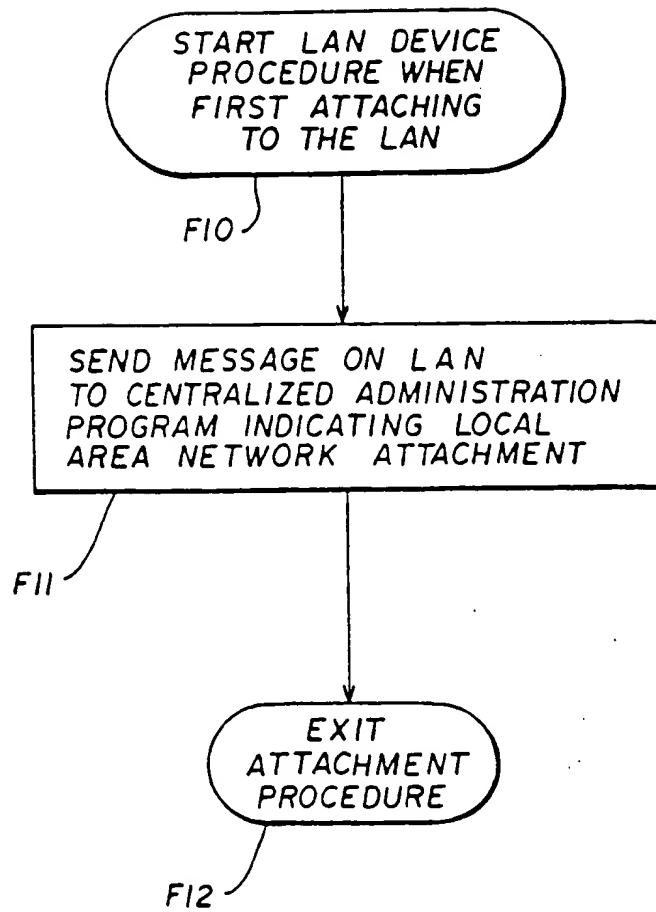 START LAN DEVICE
PROCEDURE WHEN
FIRST ATTACHING
TO THE LAN
F10
SEND MESSAGE ON LAN
TO CENTRALIZED ADMINISTRATION
PROGRAM INDICATING LOCAL
AREA NETWORK ATTACHMENT
F11
EXIT
ATTACHMENT
PROCEDURE
F12